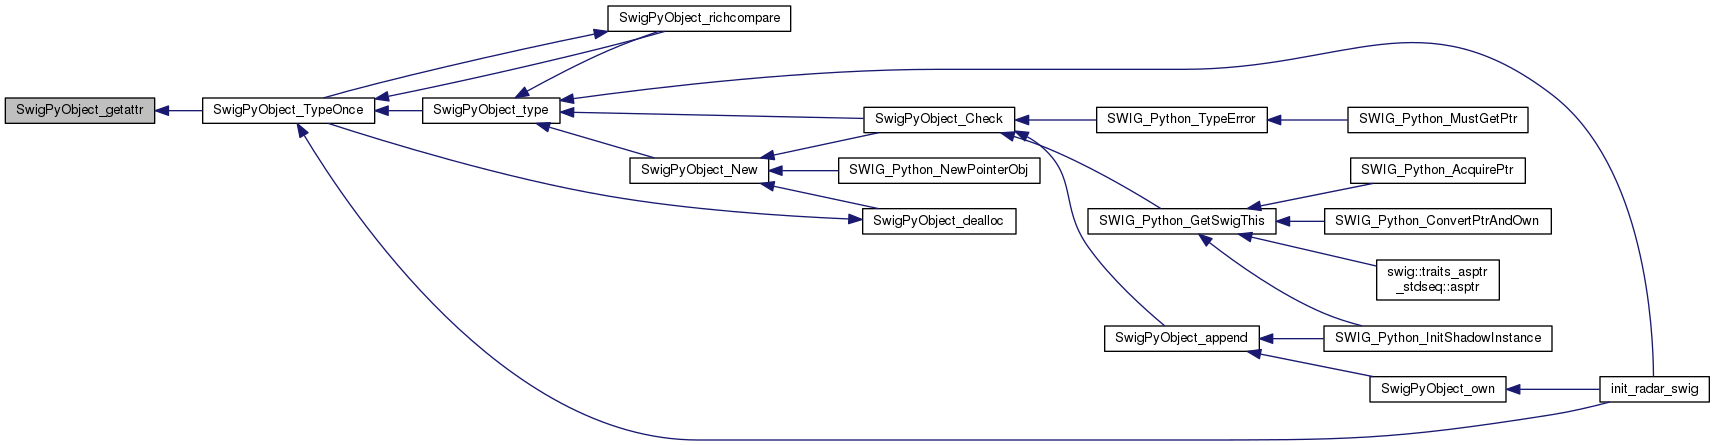 SwigPyObject_richcompare
SwigPyObject_getattr
SwigPyObject_TypeOnce
SwigPyObject_type
SwigPyObject_Check
SWIG_Python_TypeError
SWIG_Python_MustGetPtr
SwigPyObject_New
SWIG_Python_NewPointerObj
SWIG_Python_AcquirePtr
SwigPyObject_dealloc
SWIG_Python_GetSwigThis
SWIG_Python_ConvertPtrAndOwn
swig::traits_asptr
_stdseq::asptr
SwigPyObject_append
SWIG_Python_InitShadowInstance
SwigPyObject_own
init_radar_swig